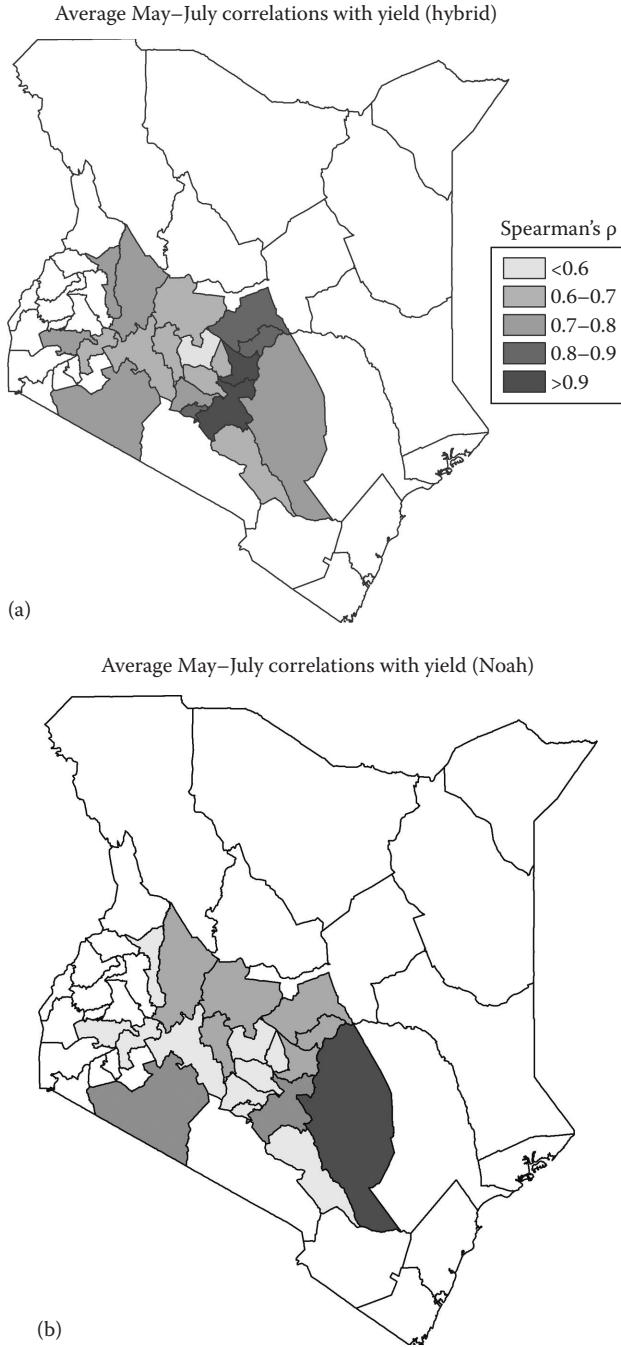 Average May–July correlations with yield (hybrid)
Spearman's ρ
<0.6
0.6–0.7
0.7–0.8
0.8–0.9
>0.9
(a)
Average May–July correlations with yield (Noah)
(b)